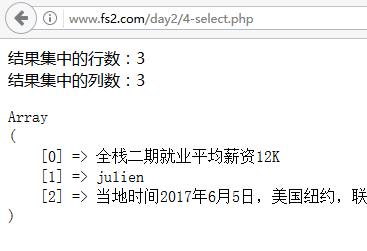 www.fs2.com/day2/4-select.php
结果集中的行数：3
结果集中的列数：3
Array
(
[0] => 全栈二期就业平均薪资12K
[1] => julien
[2] => 当地时间2017年6月5日，美国纽约，联
)